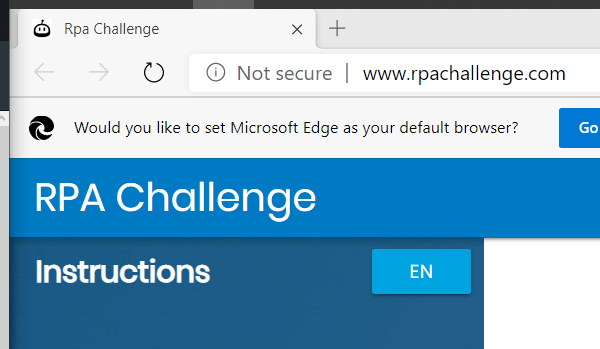 Rpa Challenge
Not secure | www.rpachallenge.com
Would you like to set Microsoft Edge as your default browser? Go
RPA Challenge
Instructions EN